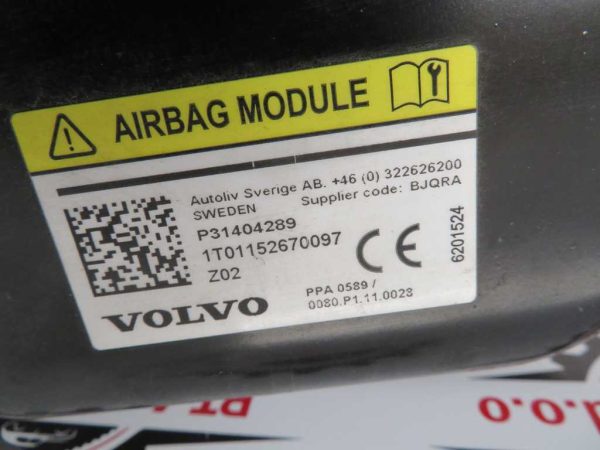 AIRBAG MODULE
Autoliv Sverige AB. +46 (0) 322626200
SWEDEN Supplier code: BJQRA
P31404289
1T01152670097
Z02
6201524
PPA 0589 /
0080.P1.11.0028
VOLVO
d.o.o